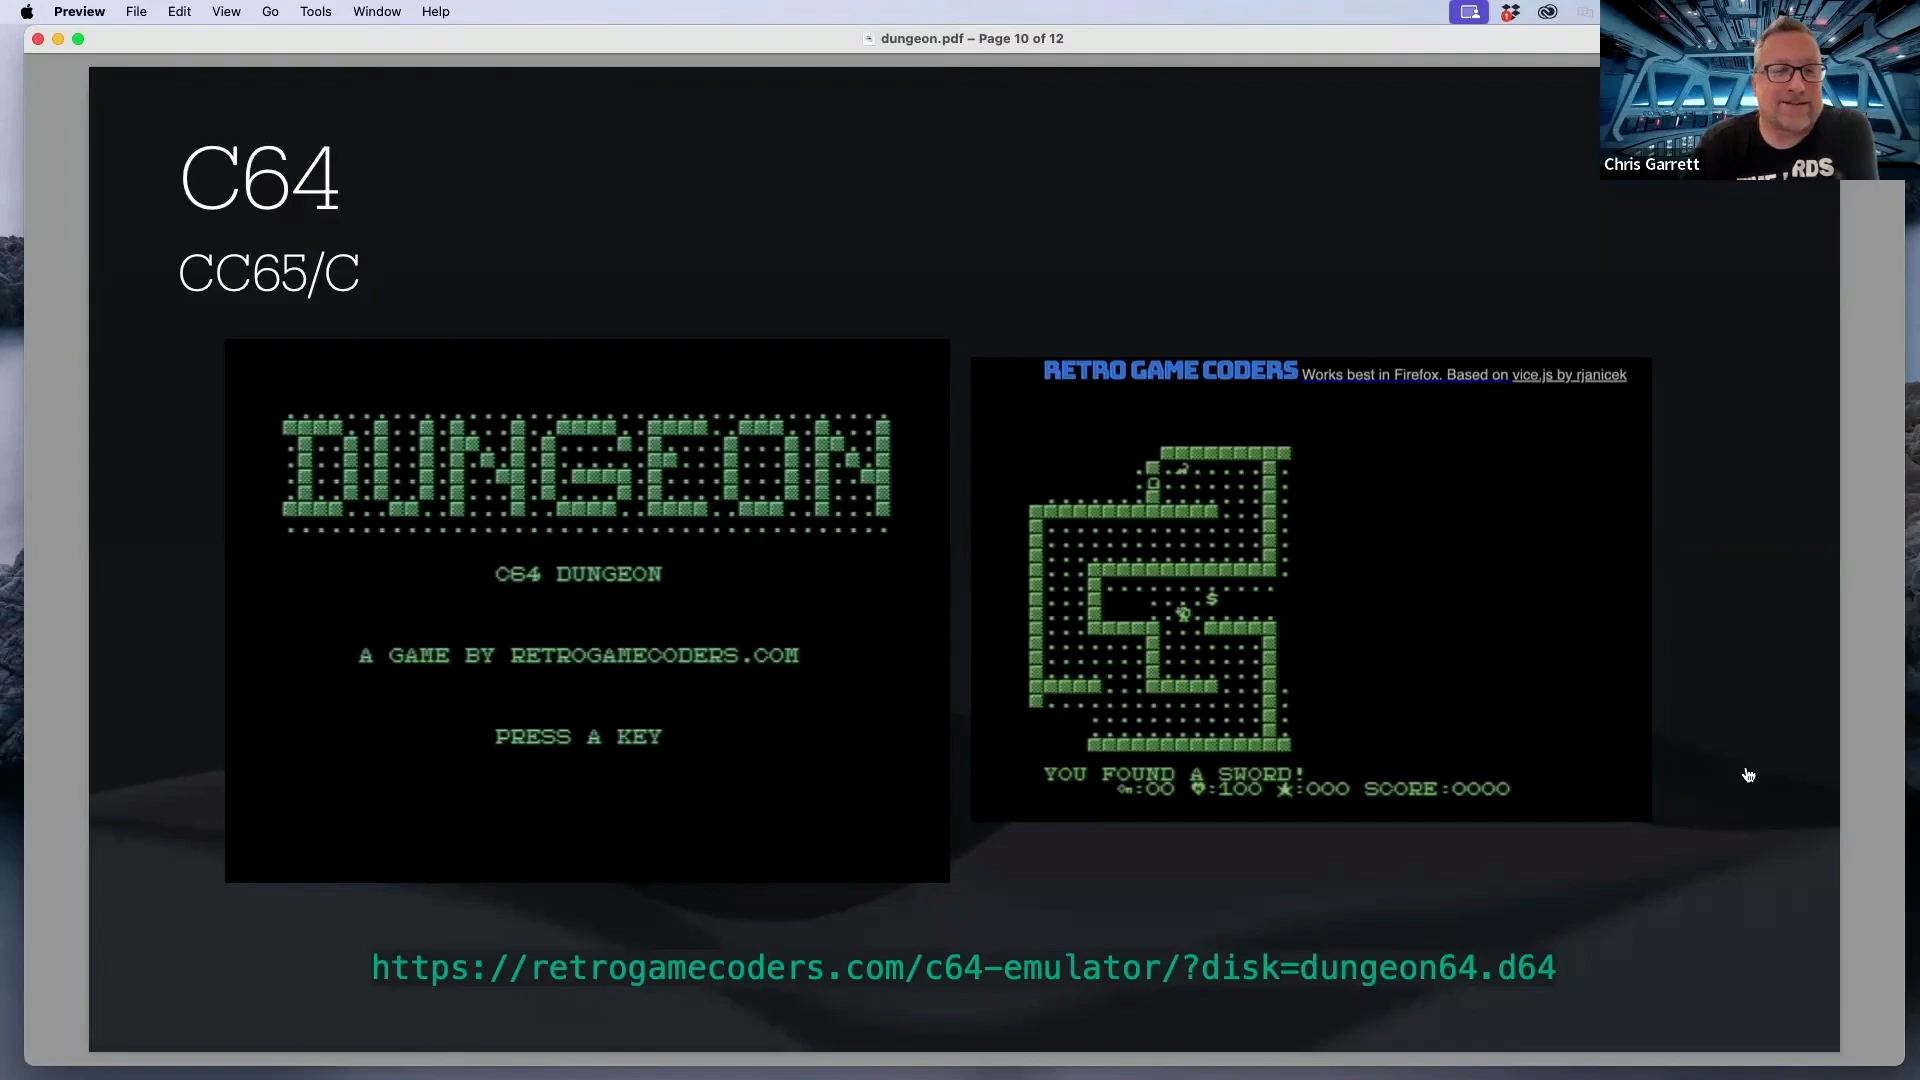 Preview File Edit View Go Tools Window Help
dungeon.pdf – Page 10 of 12
Chris Garrett
RDS
C64
CC65/C
DUNGEON
C64 DUNGEON
A GAME BY RETROGAMECODERS.COM
PRESS A KEY
RETRO GAME CODERS Works best in Firefox. Based on vice.js by rjanicek
$
YOU FOUND A SWORD!
:00 ♥:100 ★:000 SCORE:0000
https://retrogamecoders.com/c64-emulator/?disk=dungeon64.d64